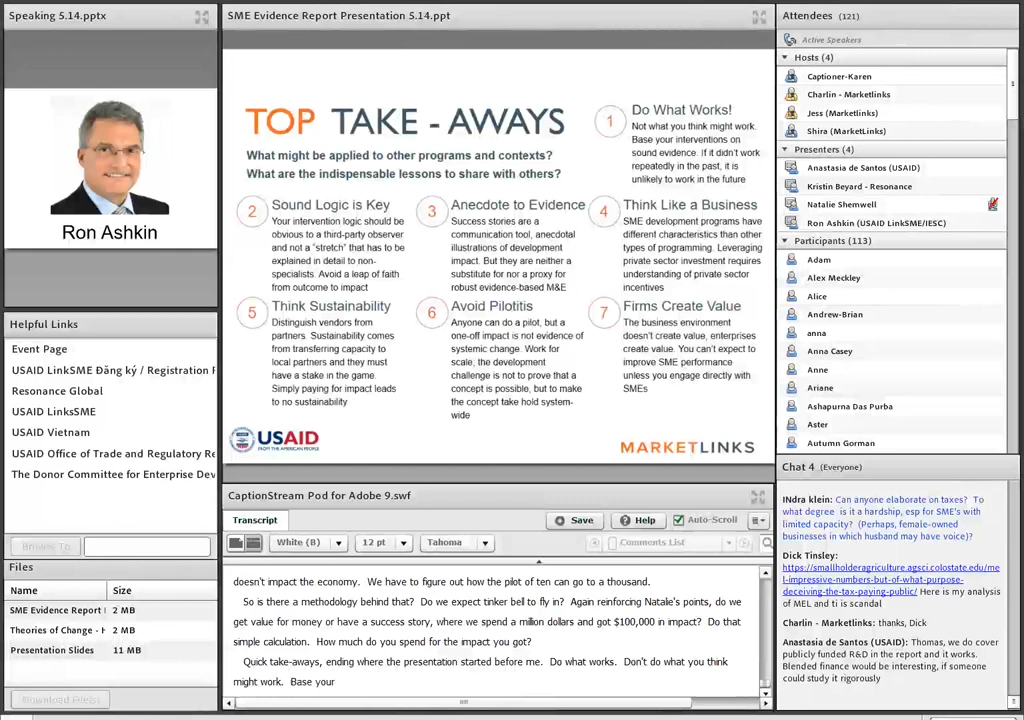 Speaking 5.14.pptx
Ron Ashkin
Helpful Links
Event Page
USAID LinkSME Đăng ký / Registration F
Resonance Global
USAID LinksSME
USAID Vietnam
USAID Office of Trade and Regulatory Re
The Donor Committee for Enterprise Dev
Browse To
Files
Name
Size
SME Evidence Report
2 MB
Theories of Change -
2 MB
Presentation Slides
11 MB
Download File(s)
SME Evidence Report Presentation 5.14.ppt
TOP TAKE - AWAYS
What might be applied to other programs and contexts?
What are the indispensable lessons to share with others?
1
Do What Works!
Not what you think might work.
Base your interventions on
sound evidence. If it didn't work
repeatedly in the past, it is
unlikely to work in the future
2
Sound Logic is Key
Your intervention logic should be
obvious to a third-party observer
and not a "stretch" that has to be
explained in detail to non-
specialists. Avoid a leap of faith
from outcome to impact
3
Anecdote to Evidence
Success stories are a
communication tool, anecdotal
illustrations of development
impact. But they are neither a
substitute for nor a proxy for
robust evidence-based M&E
4
Think Like a Business
SME development programs have
different characteristics than other
types of programming. Leveraging
private sector investment requires
understanding of private sector
incentives
5
Think Sustainability
Distinguish vendors from
partners. Sustainability comes
from transferring capacity to
local partners and they must
have a stake in the game.
Simply paying for impact leads
to no sustainability
6
Avoid Pilotitis
Anyone can do a pilot, but a
one-off impact is not evidence of
systemic change. Work for
scale, the development
challenge is not to prove that a
concept is possible, but to make
the concept take hold system-
wide
7
Firms Create Value
The business environment
doesn't create value, enterprises
create value. You can't expect to
improve SME performance
unless you engage directly with
SMEs
USAID
FROM THE AMERICAN PEOPLE
MARKETLINKS
CaptionStream Pod for Adobe 9.swf
Transcript
Save
Help
Auto-Scroll
White (B)
12 pt
Tahoma
Comments List
doesn't impact the economy. We have to figure out how the pilot of ten can go to a thousand.
So is there a methodology behind that? Do we expect tinker bell to fly in? Again reinforcing Natalie's points, do we
get value for money or have a success story, where we spend a million dollars and got $100,000 in impact? Do that
simple calculation. How much do you spend for the impact you got?
Quick take-aways, ending where the presentation started before me. Do what works. Don't do what you think
might work. Base your
Attendees (121)
Active Speakers
Hosts (4)
Captioner-Karen
Charlin - Marketlinks
Jess (Marketlinks)
Shira (MarketLinks)
Presenters (4)
Anastasia de Santos (USAID)
Kristin Beyard - Resonance
Natalie Shemwell
Ron Ashkin (USAID LinkSME/IESC)
Participants (113)
Adam
Alex Meckley
Alice
Andrew-Brian
anna
Anna Casey
Anne
Ariane
Ashapurna Das Purba
Aster
Autumn Gorman
Chat 4 (Everyone)
INdra klein: Can anyone elaborate on taxes? To
what degree is it a hardship, esp for SME's with
limited capacity? (Perhaps, female-owned
businesses in which husband may have voice)?
Dick Tinsley:
https://smallholderagriculture.agsci.colostate.edu/me
l-impressive-numbers-but-of-what-purpose-
deceiving-the-tax-paying-public/ Here is my analysis
of MEL and ti is scandal
Charlin - Marketlinks: thanks, Dick
Anastasia de Santos (USAID): Thomas, we do cover
publicly funded R&D in the report and it works.
Blended finance would be interesting, if someone
could study it rigorously